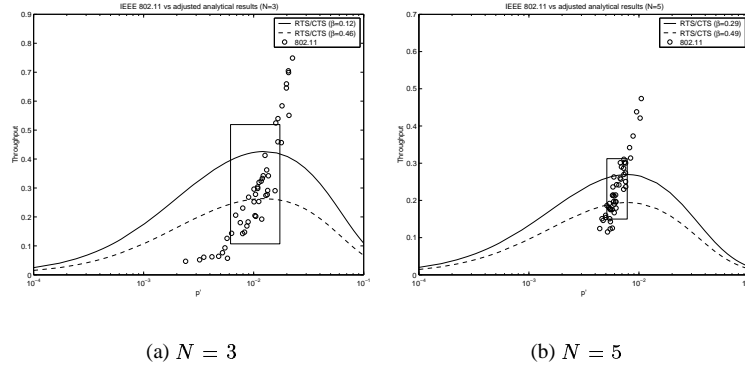 IEEE 802.11 vs adjusted analytical results (N=3)
RTS/CTS (β=0.12)
RTS/CTS (β=0.46)
802.11
Throughput
0.9
0.8
0.7
0.6
0.5
0.4
0.3
0.2
0.1
0
10⁻⁴
10⁻³
10⁻²
10⁻¹
p'
(a) N = 3
IEEE 802.11 vs adjusted analytical results (N=5)
RTS/CTS (β=0.29)
RTS/CTS (β=0.49)
802.11
Throughput
0.7
0.6
0.5
0.4
0.3
0.2
0.1
0
10⁻⁴
10⁻³
10⁻²
p'
(b) N = 5